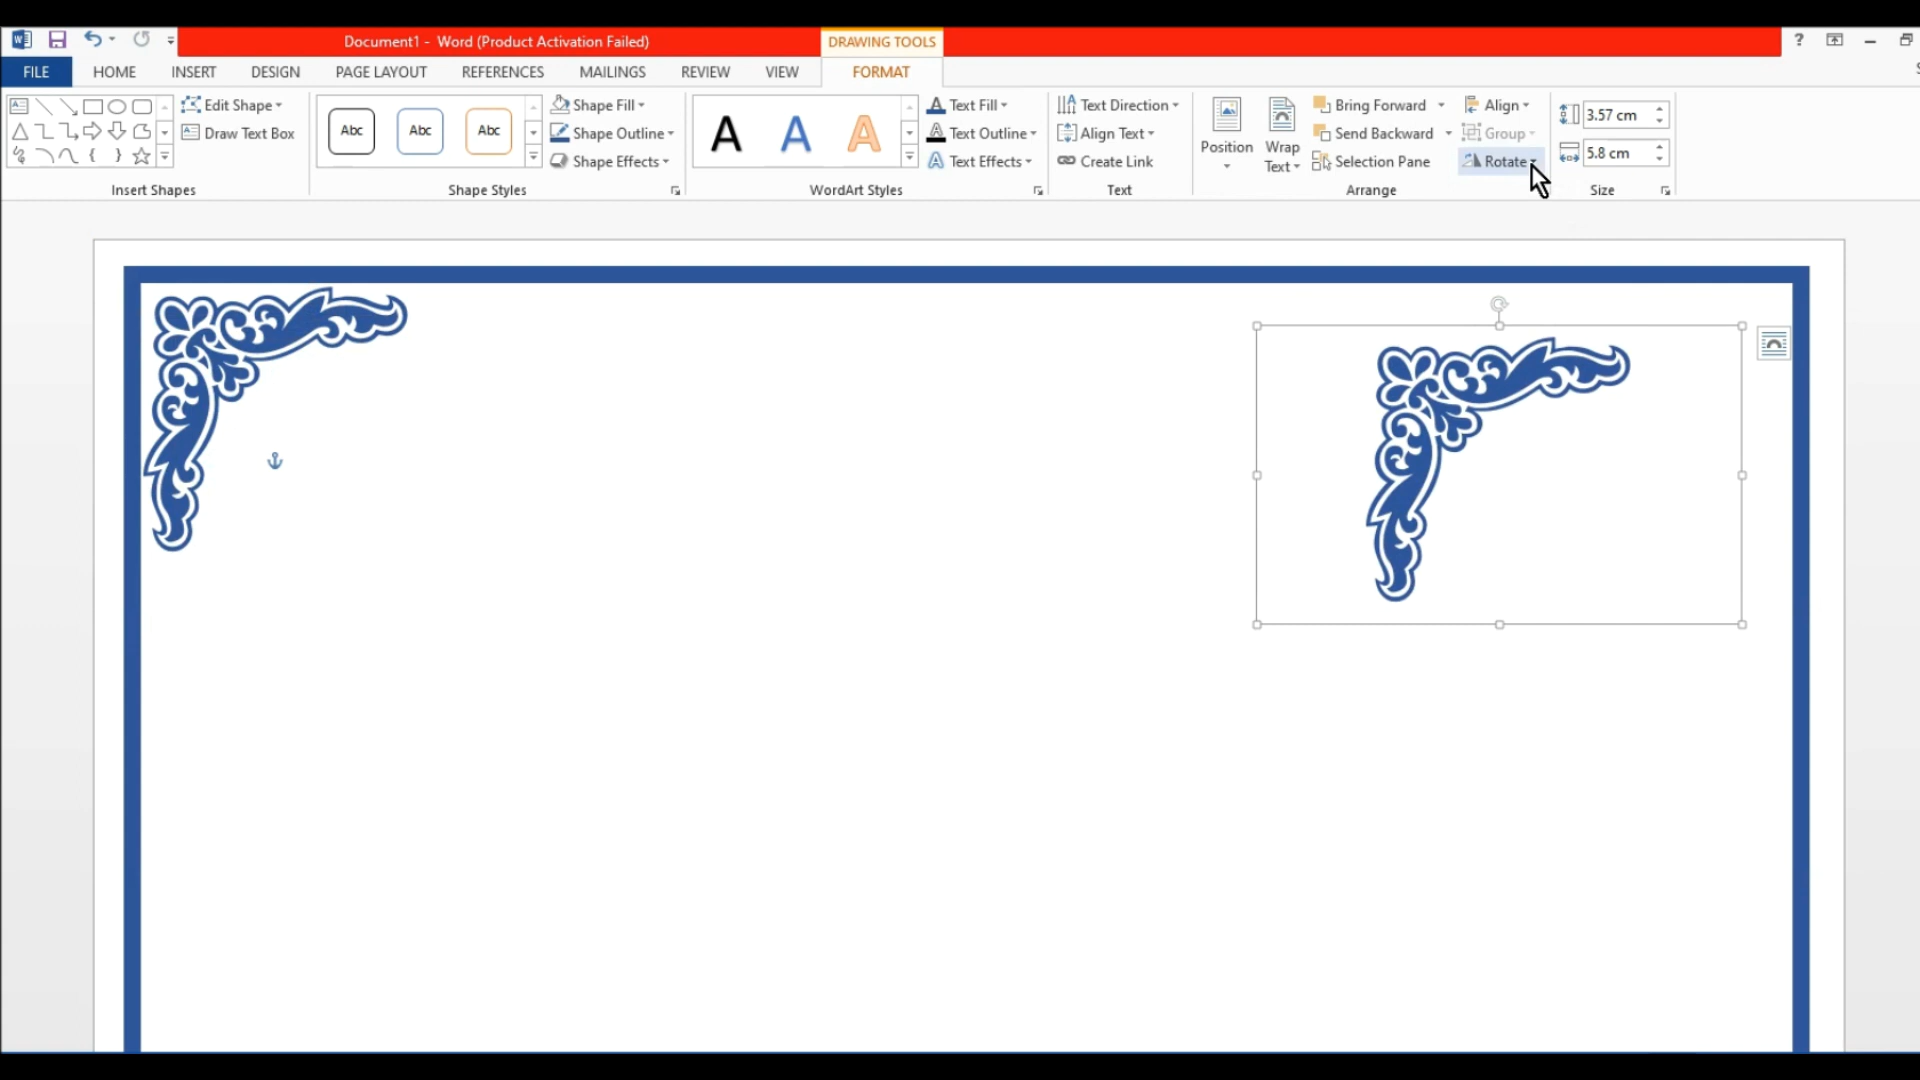 Document1 - Word (Product Activation Failed)
DRAWING TOOLS
?
FILE HOME INSERT DESIGN PAGE LAYOUT REFERENCES MAILINGS REVIEW VIEW FORMAT
Edit Shape
Draw Text Box
Insert Shapes
Abc Abc Abc
Shape Fill
Shape Outline
Shape Effects
Shape Styles
A A A
Text Fill
Text Outline
Text Effects
WordArt Styles
Text Direction
Align Text
Create Link
Text
Position
Wrap
Text
Bring Forward
Send Backward
Selection Pane
Align
Group
Rotate
Arrange
3.57 cm
5.8 cm
Size